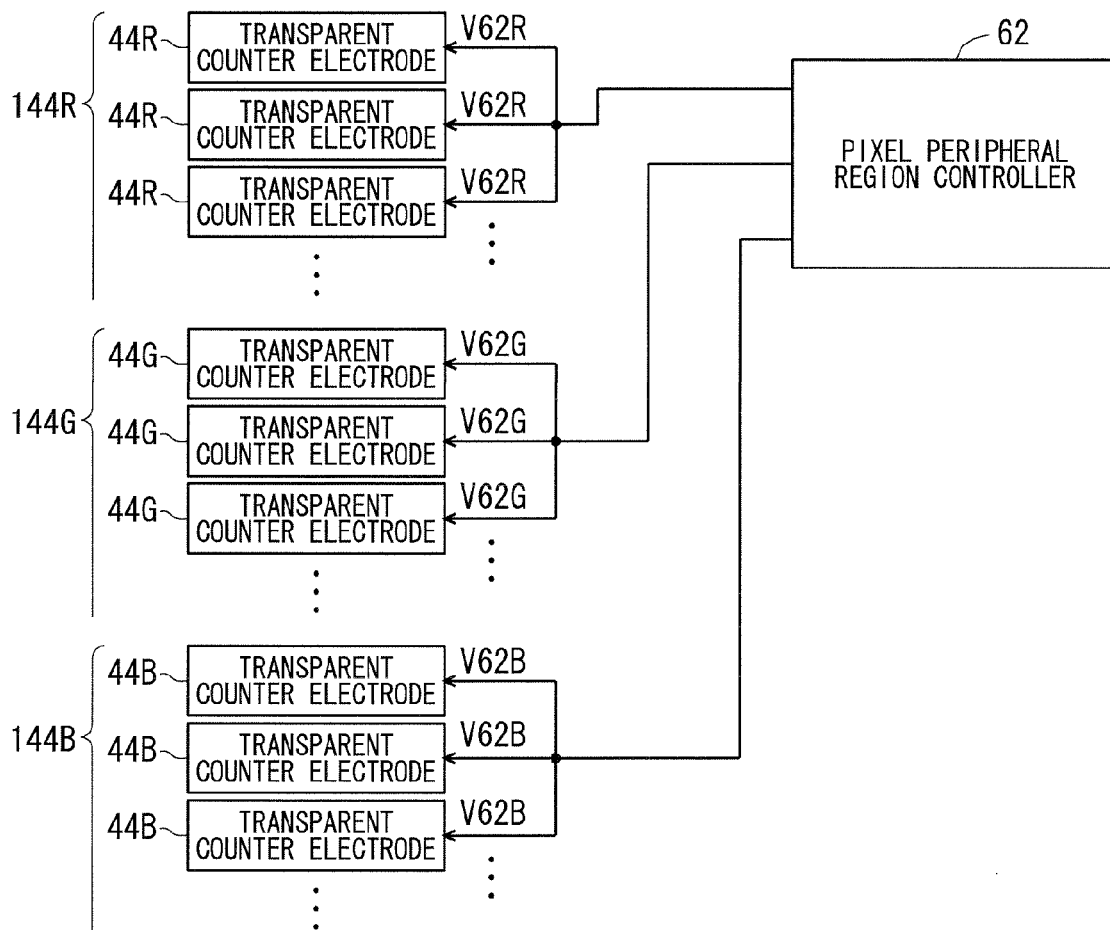 62
PIXEL PERIPHERAL
REGION CONTROLLER
144R
44R
TRANSPARENT
COUNTER ELECTRODE
V62R
44R
TRANSPARENT
COUNTER ELECTRODE
V62R
44R
TRANSPARENT
COUNTER ELECTRODE
V62R
144G
44G
TRANSPARENT
COUNTER ELECTRODE
V62G
44G
TRANSPARENT
COUNTER ELECTRODE
V62G
44G
TRANSPARENT
COUNTER ELECTRODE
V62G
144B
44B
TRANSPARENT
COUNTER ELECTRODE
V62B
44B
TRANSPARENT
COUNTER ELECTRODE
V62B
44B
TRANSPARENT
COUNTER ELECTRODE
V62B